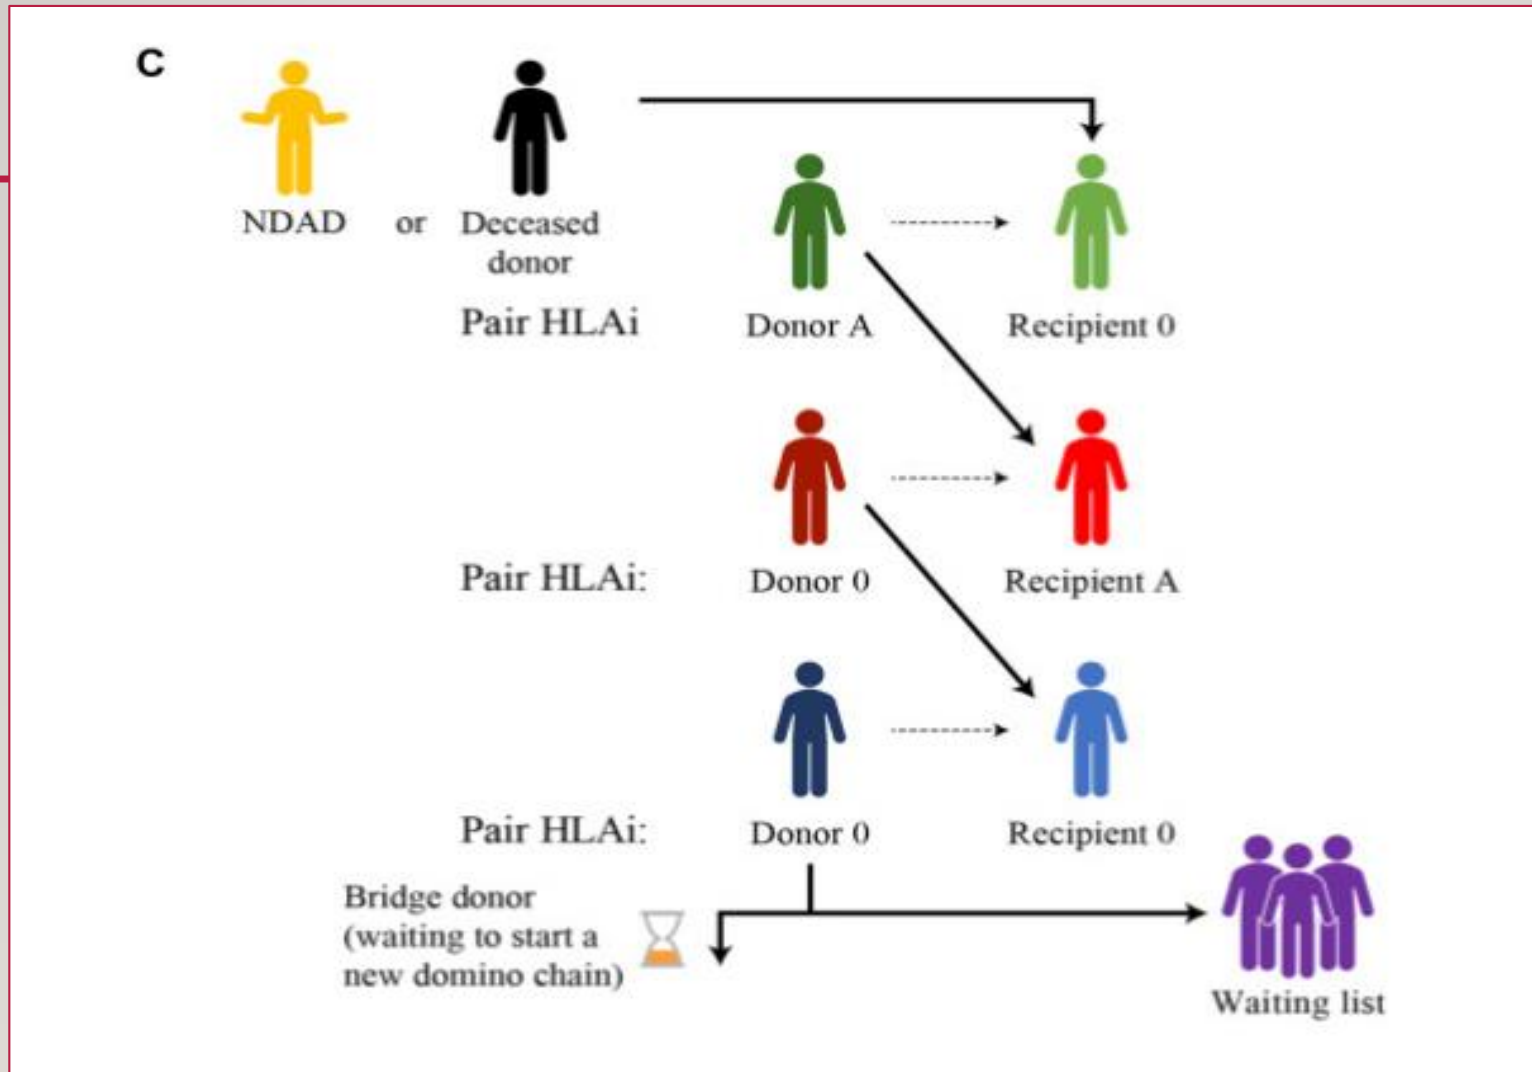 C
NDAD or Deceased
donor
Pair HLAi Donor A Recipient 0
Pair HLAi: Donor 0 Recipient A
Pair HLAi: Donor 0 Recipient 0
Bridge donor
(waiting to start a
new domino chain)
Waiting list